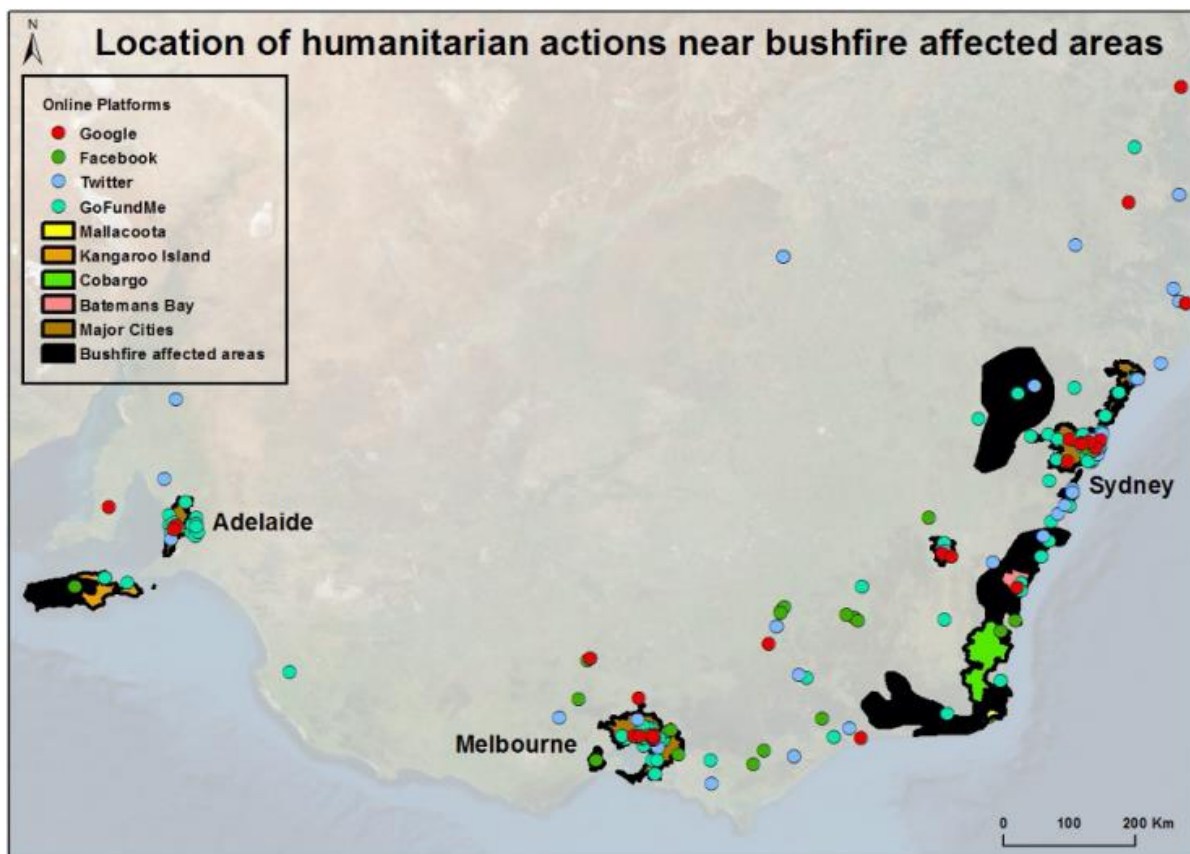 N
Location of humanitarian actions near bushfire affected areas
Online Platforms
Google
Facebook
Twitter
GoFundMe
Mallacoota
Kangaroo Island
Cobargo
Batemans Bay
Major Cities
Bushfire affected areas
Sydney
Adelaide
Melbourne
0 100 200 Km